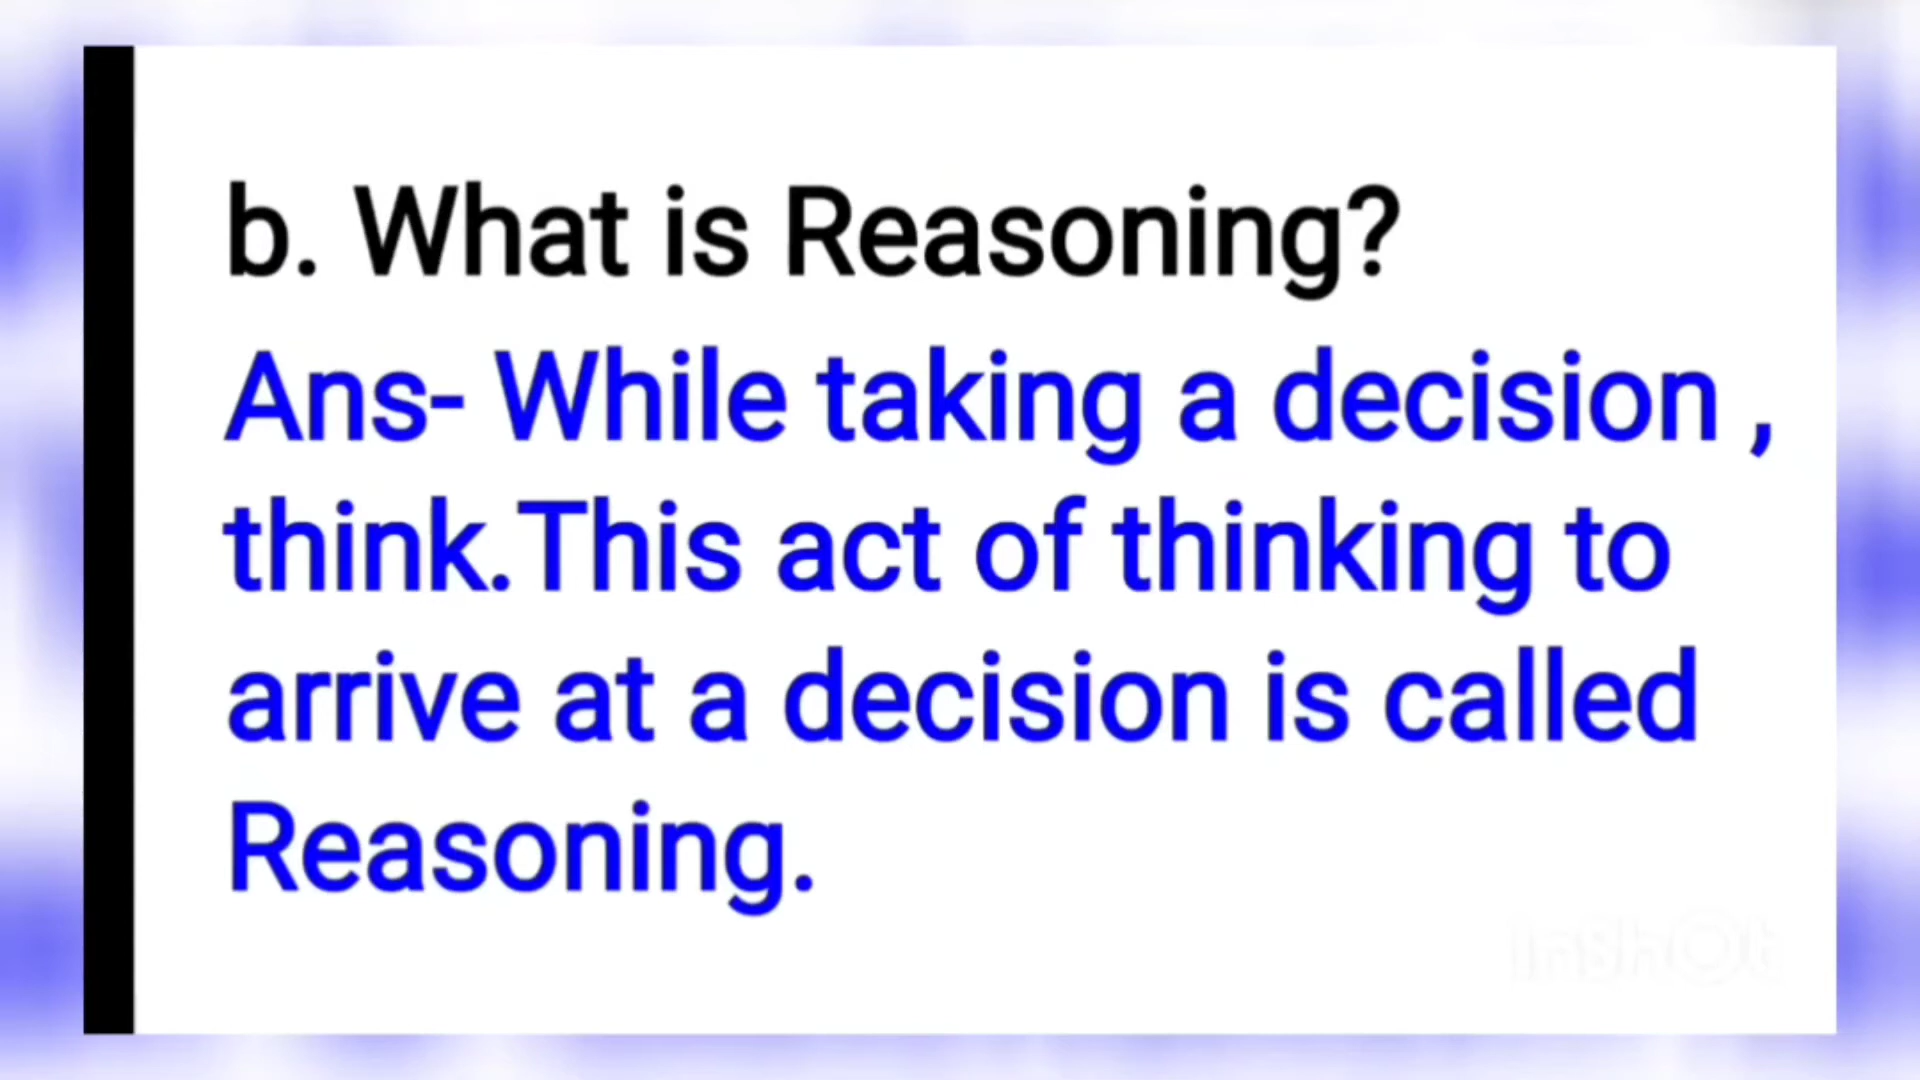 b. What is Reasoning?
Ans- While taking a decision ,
think.This act of thinking to
arrive at a decision is called
Reasoning.
InShOt